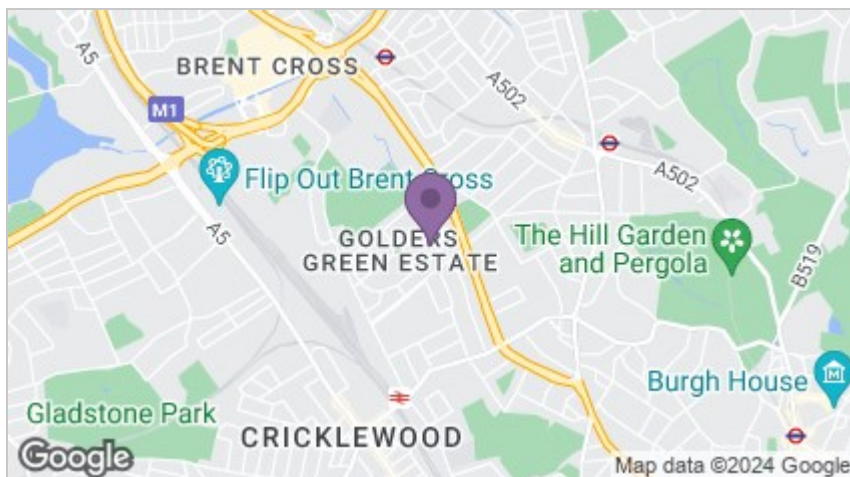 A5
BRENT CROSS
A502
M1
Flip Out Brent Cross
A502
A5
GOLDERS
GREEN ESTATE
The Hill Garden
and Pergola
B519
Burgh House
M
Gladstone Park
CRICKLEWOOD
Google
Map data ©2024 Google